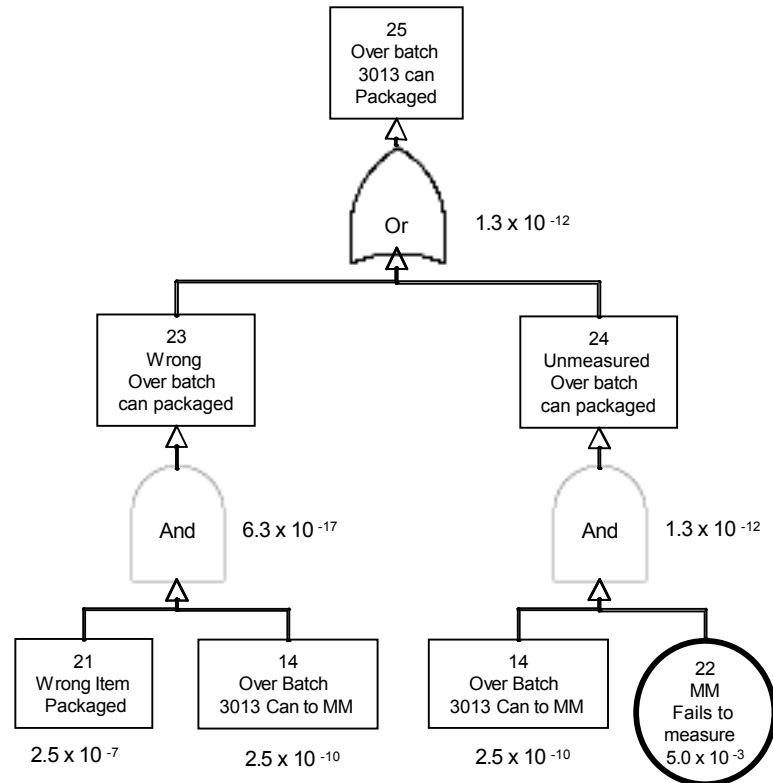 25
Over batch
3013 can
Packaged
Or
1.3 x 10 -12
23
Wrong
Over batch
can packaged
24
Unmeasured
Over batch
can packaged
And
6.3 x 10 -17
And
1.3 x 10 -12
21
Wrong Item
Packaged
14
Over Batch
3013 Can to MM
14
Over Batch
3013 Can to MM
22
MM
Fails to
measure
5.0 x 10 -3
2.5 x 10 -7
2.5 x 10 -10
2.5 x 10 -10